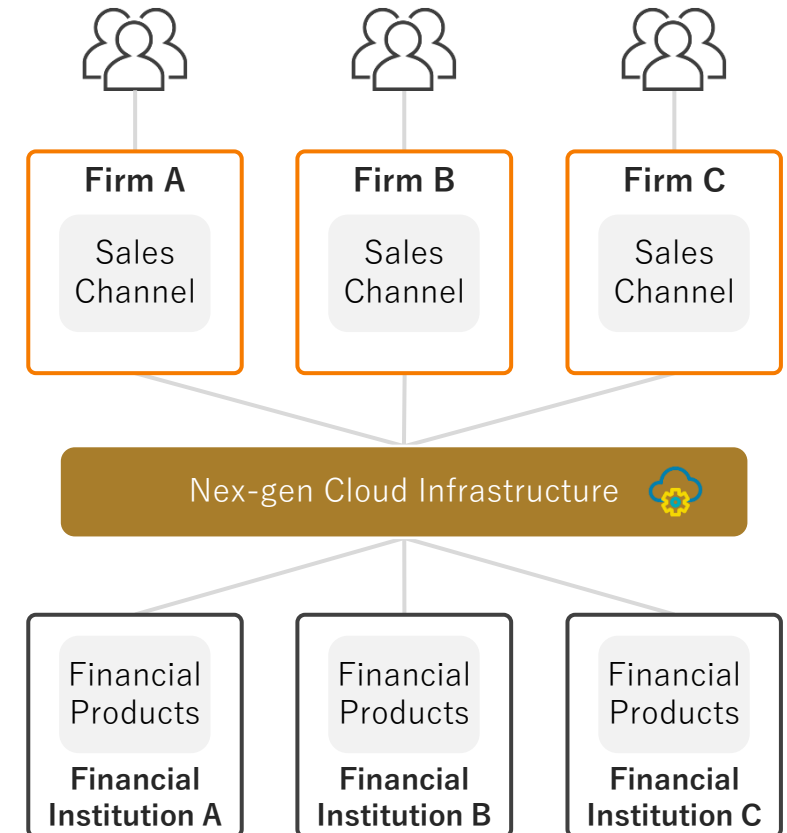 Firm A
Firm B
Firm C
Sales
Channel
Sales
Channel
Sales
Channel
Nex-gen Cloud Infrastructure
Financial
Products
Financial
Products
Financial
Products
Financial
Institution A
Financial
Institution B
Financial
Institution C